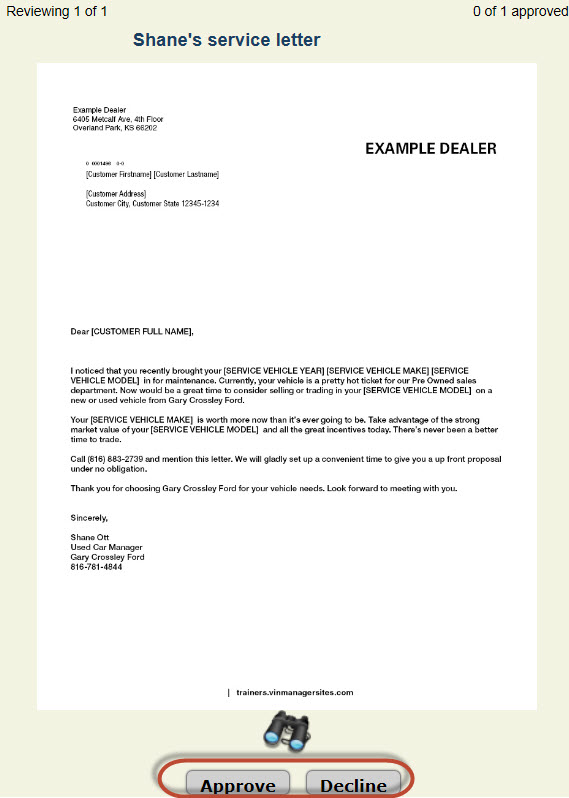 Reviewing 1 of 1
0 of 1 approved
Shane's service letter
Example Dealer
6405 Metcalf Ave, 4th Floor
Overland Park, KS 66202
EXAMPLE DEALER
0 0001496 0-0
[Customer Firstname] [Customer Lastname]
[Customer Address]
Customer City, Customer State 12345-1234
Dear [CUSTOMER FULL NAME],
I noticed that you recently brought your [SERVICE VEHICLE YEAR] [SERVICE VEHICLE MAKE] [SERVICE
VEHICLE MODEL] in for maintenance. Currently, your vehicle is a pretty hot ticket for our Pre Owned sales
department. Now would be a great time to consider selling or trading in your [SERVICE VEHICLE MODEL] on a
new or used vehicle from Gary Crossley Ford.
Your [SERVICE VEHICLE MAKE] is worth more now than it's ever going to be. Take advantage of the strong
market value of your [SERVICE VEHICLE MODEL] and all the great incentives today. There's never been a better
time to trade.
Call (816) 883-2739 and mention this letter. We will gladly set up a convenient time to give you a up front proposal
under no obligation.
Thank you for choosing Gary Crossley Ford for your vehicle needs. Look forward to meeting with you.
Sincerely,
Shane Ott
Used Car Manager
Gary Crossley Ford
816-781-4844
| trainers.vinmanagersites.com
Approve
Decline